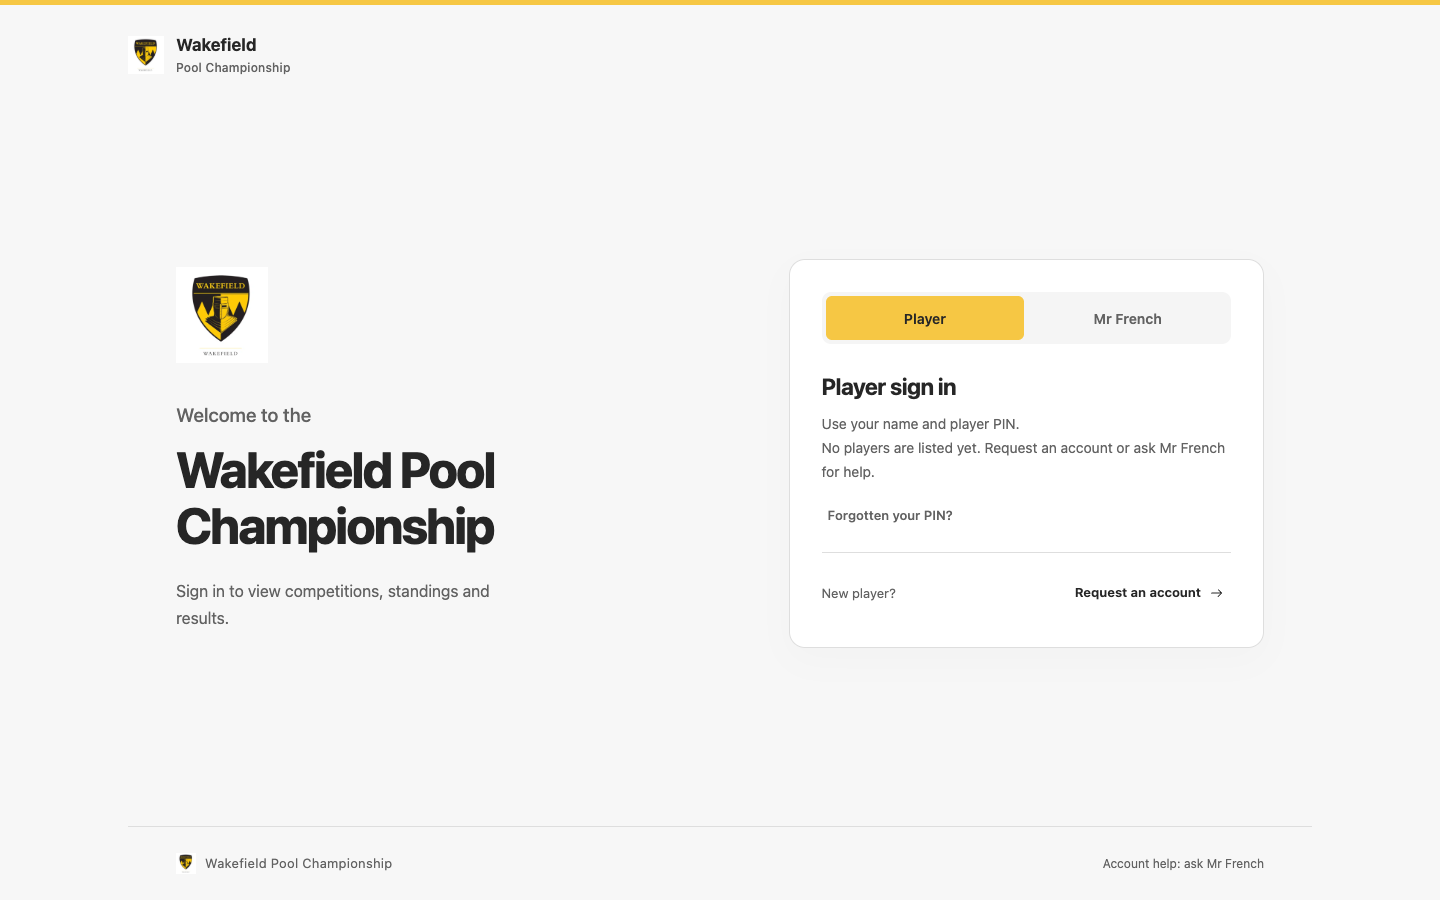 Wakefield
Pool Championship
WAKEFIELD
WAKEFIELD
Welcome to the
Wakefield Pool
Championship
Sign in to view competitions, standings and
results.
Player
Mr French
Player sign in
Use your name and player PIN.
No players are listed yet. Request an account or ask Mr French
for help.
Forgotten your PIN?
New player?
Request an account →
Wakefield Pool Championship
Account help: ask Mr French